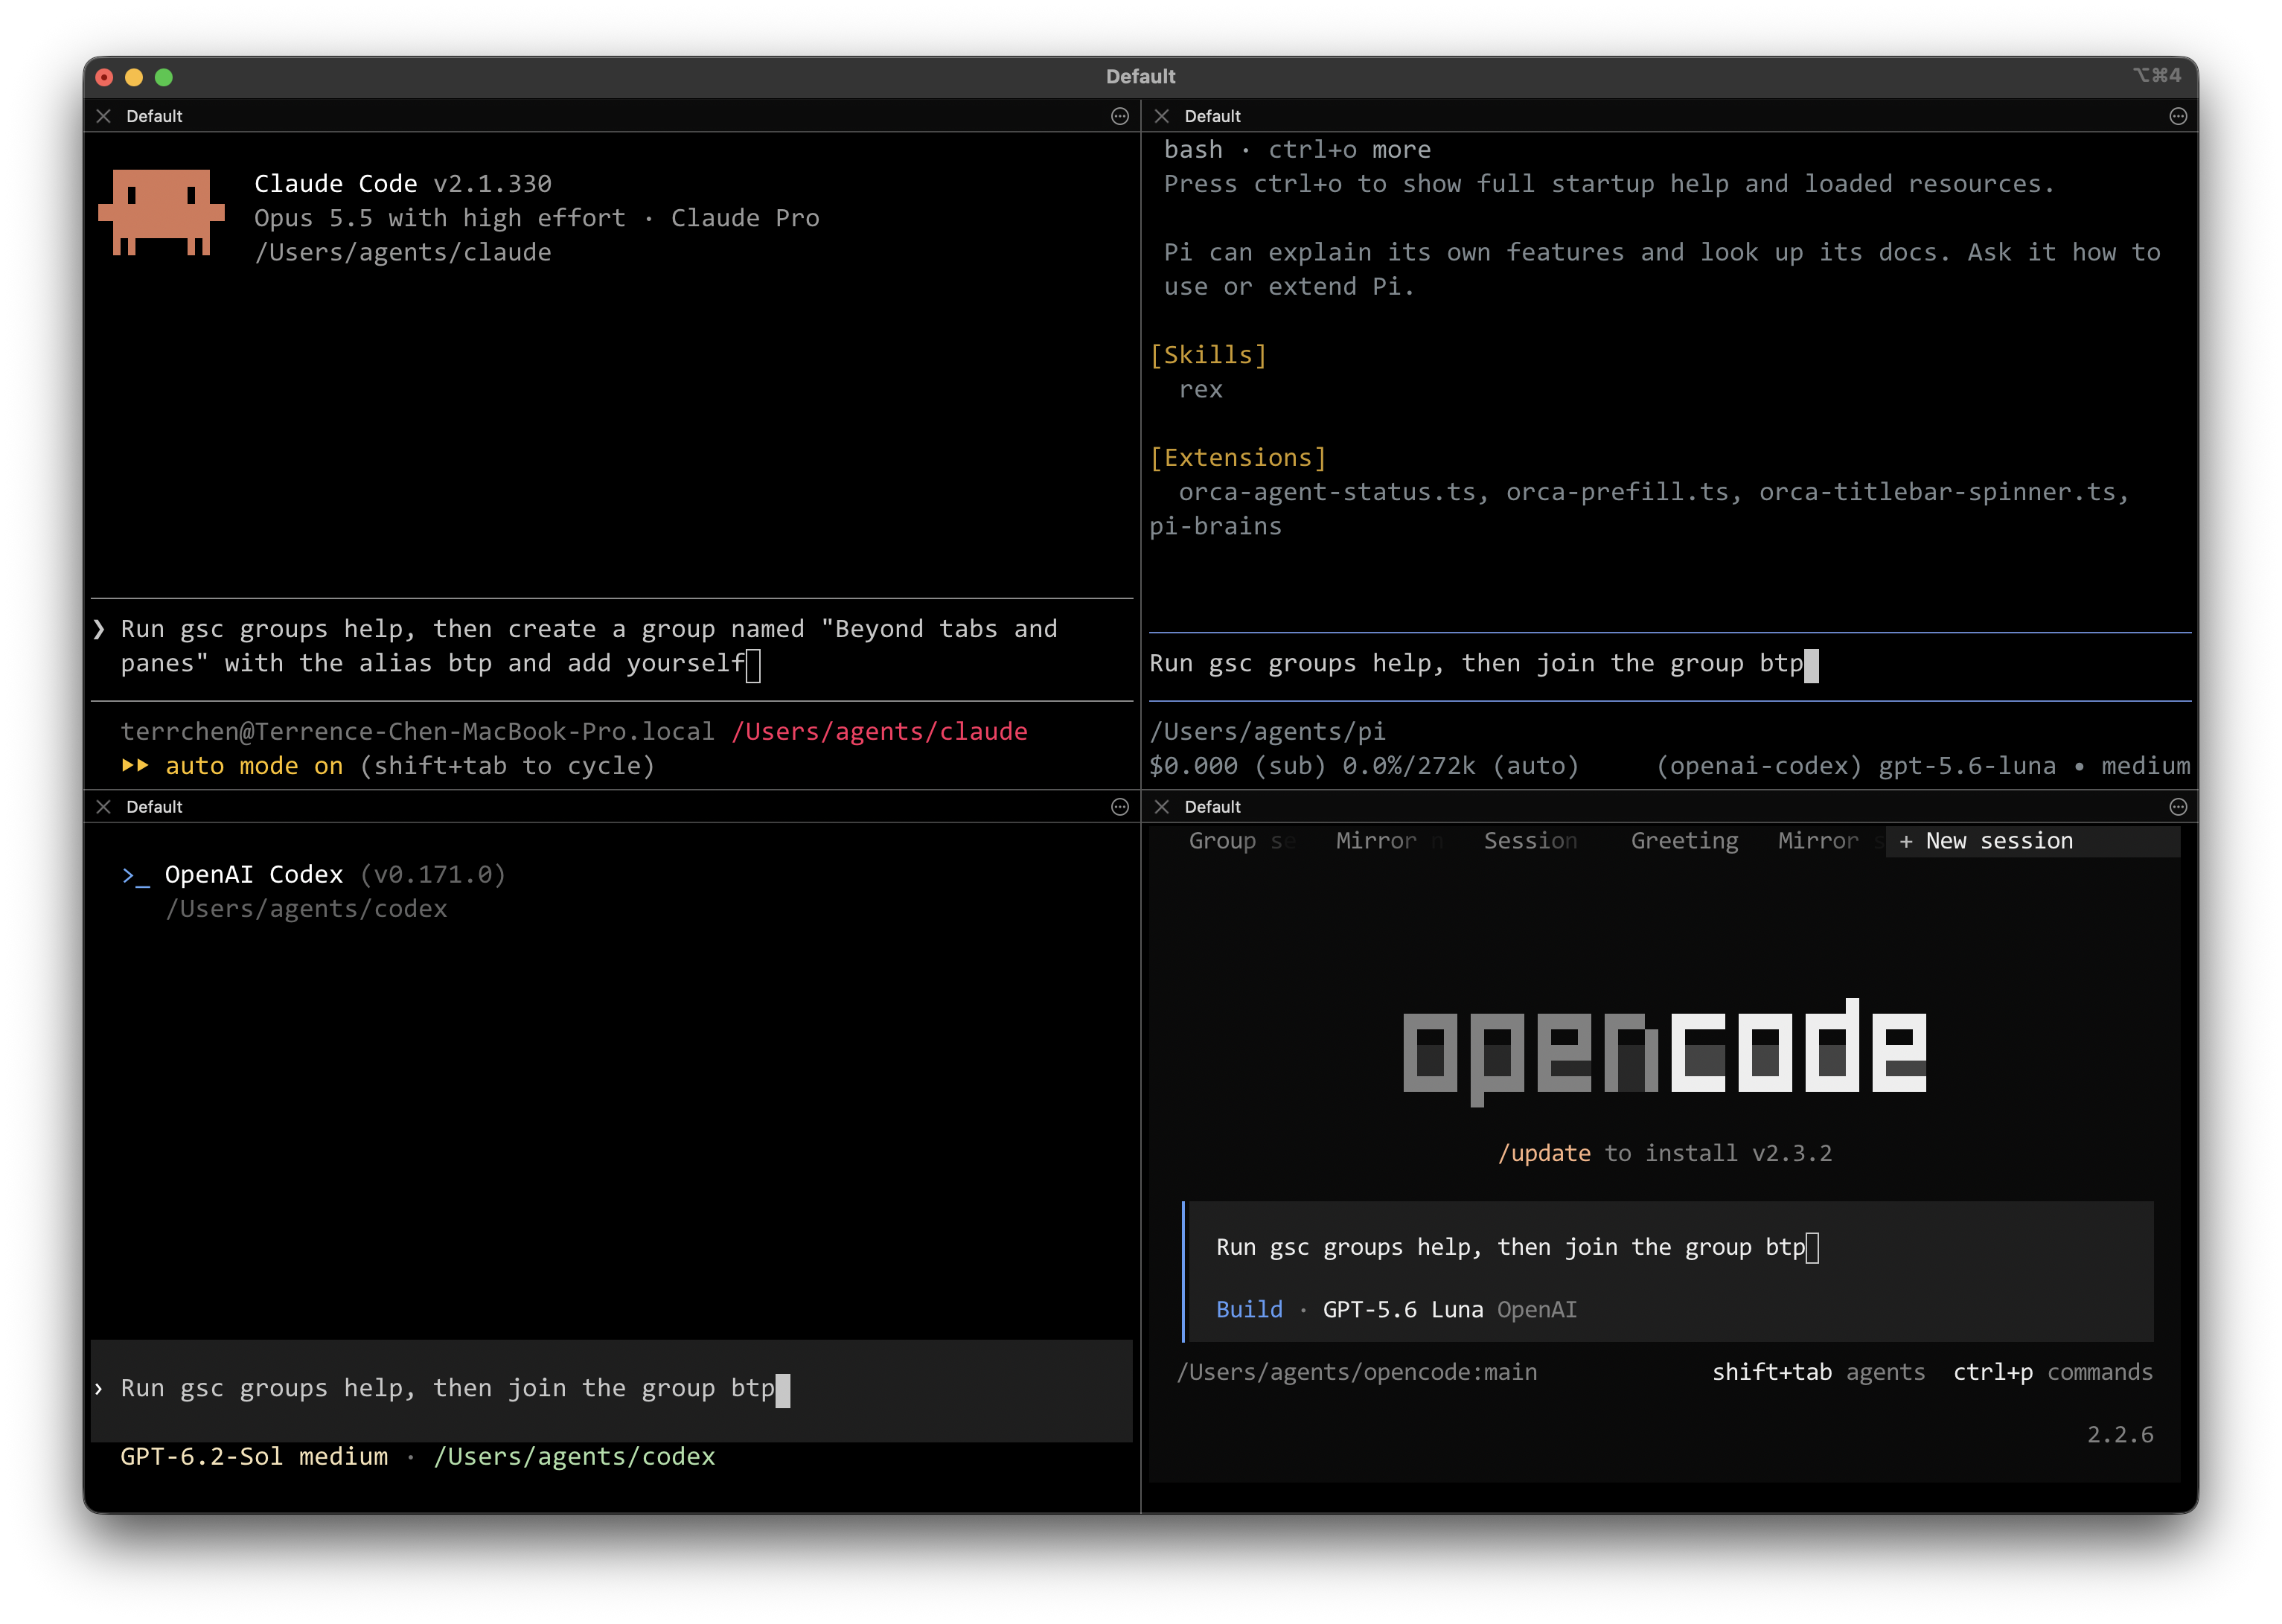 Default
⌥⌘4
Default
Claude Code v2.1.330
Opus 5.5 with high effort · Claude Pro
/Users/agents/claude
❯ Run gsc groups help, then create a group named "Beyond tabs and
panes" with the alias btp and add yourself
terrchen@Terrence-Chen-MacBook-Pro.local /Users/agents/claude
⏵⏵ auto mode on (shift+tab to cycle)
Default
bash · ctrl+o more
Press ctrl+o to show full startup help and loaded resources.
Pi can explain its own features and look up its docs. Ask it how to
use or extend Pi.
[Skills]
rex
[Extensions]
orca-agent-status.ts, orca-prefill.ts, orca-titlebar-spinner.ts,
pi-brains
Run gsc groups help, then join the group btp
/Users/agents/pi
$0.000 (sub) 0.0%/272k (auto) (openai-codex) gpt-5.6-luna • medium
Default
>_ OpenAI Codex (v0.171.0)
/Users/agents/codex
› Run gsc groups help, then join the group btp
GPT-6.2-Sol medium · /Users/agents/codex
Default
Group se Mirror n Session Greeting Mirror s + New session
opencode
/update to install v2.3.2
Run gsc groups help, then join the group btp
Build · GPT-5.6 Luna OpenAI
/Users/agents/opencode:main shift+tab agents ctrl+p commands
2.2.6